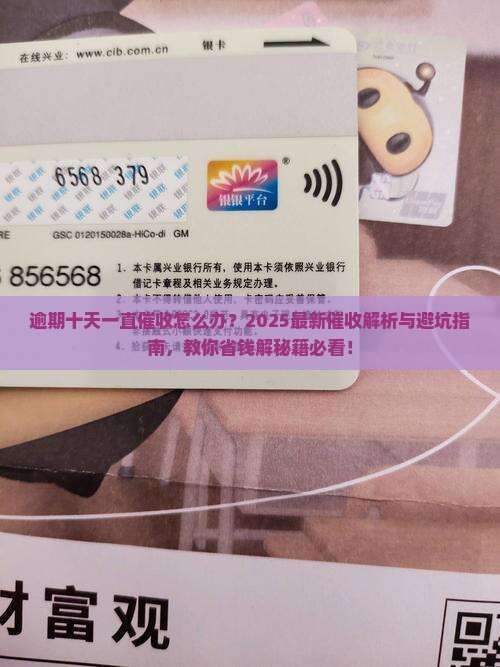 在线兴业：www.cib.com.cn 银卡
6568 379
银银平台 ®
RE GSC 0120150028a-HiCo-di GM
856568
1．本卡属兴业银行所有，使用本卡须依照兴业银行
借记卡章程及相关业务规定办理。
逾期十天一直催收怎么办？2025最新催收解析与避坑指
南，教你省钱解秘籍必看！
财富观